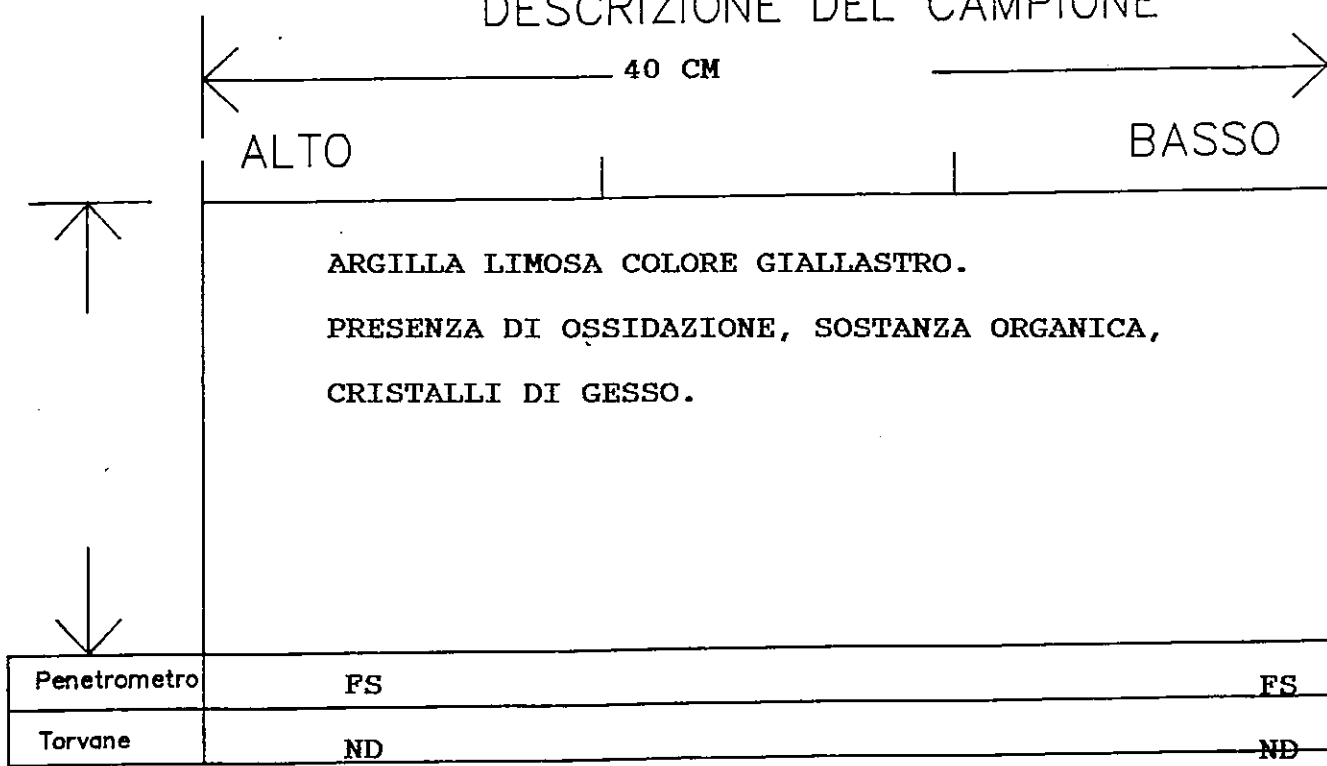 DESCRIZIONE DEL CAMPIONE
40 CM
ALTO BASSO
ARGILLA LIMOSA COLORE GIALLASTRO.
PRESENZA DI OSSIDAZIONE, SOSTANZA ORGANICA,
CRISTALLI DI GESSO.
Penetrometro FS FS
Torvane ND ND